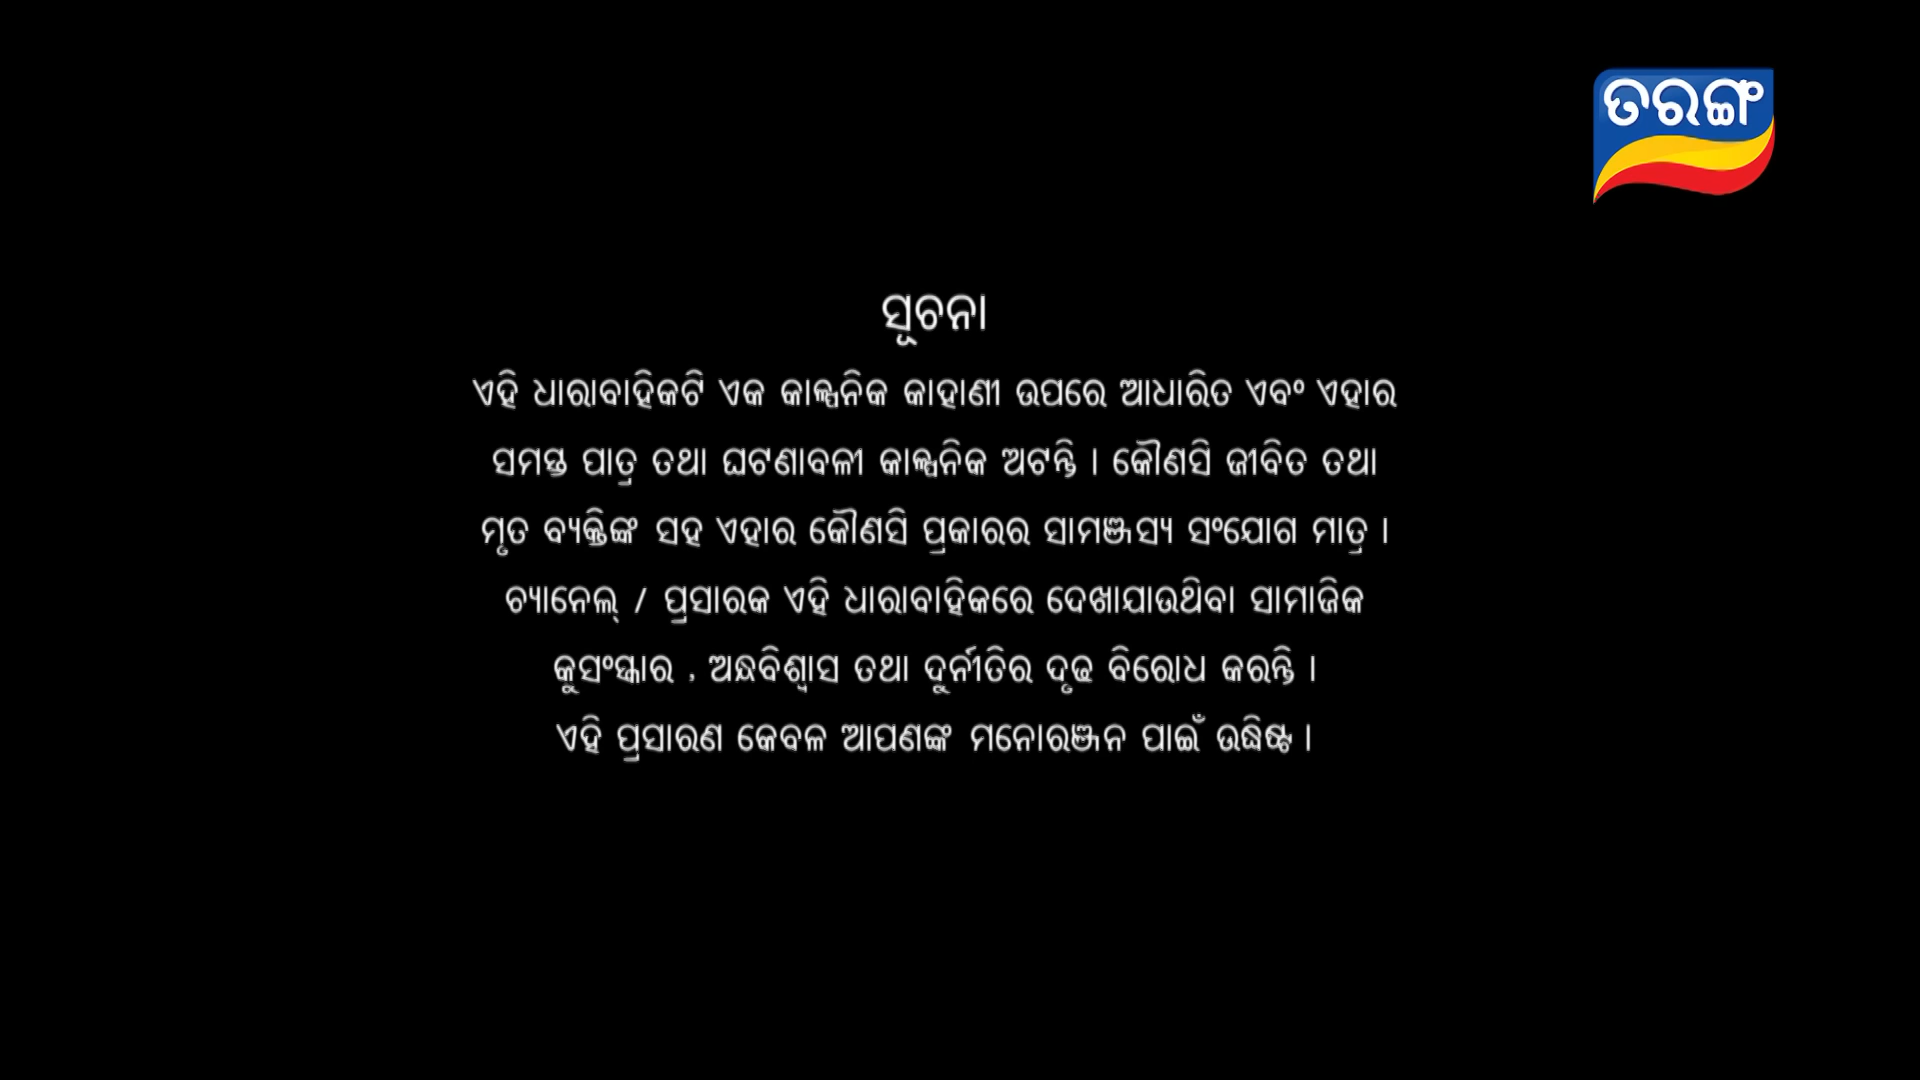 ତରଙ୍ଗ
ସୂଚନା
ଏହି ଧାରାବାହିକଟି ଏକ କାଳ୍ପନିକ କାହାଣୀ ଉପରେ ଆଧାରିତ ଏବଂ ଏହାର
ସମସ୍ତ ପାତ୍ର ତଥା ଘଟଣାବଳୀ କାଳ୍ପନିକ ଅଟନ୍ତି । କୌଣସି ଜୀବିତ ତଥା
ମୃତ ବ୍ୟକ୍ତିଙ୍କ ସହ ଏହାର କୌଣସି ପ୍ରକାରର ସାମଞ୍ଜସ୍ୟ ସଂଯୋଗ ମାତ୍ର ।
ଚ୍ୟାନେଲ୍ / ପ୍ରସାରକ ଏହି ଧାରାବାହିକରେ ଦେଖାଯାଉଥିବା ସାମାଜିକ
କୁସଂସ୍କାର , ଅନ୍ଧବିଶ୍ୱାସ ତଥା ଦୁର୍ନୀତିର ଦୃଢ ବିରୋଧ କରନ୍ତି ।
ଏହି ପ୍ରସାରଣ କେବଳ ଆପଣଙ୍କ ମନୋରଞ୍ଜନ ପାଇଁ ଉଦ୍ଧିଷ୍ଟ ।